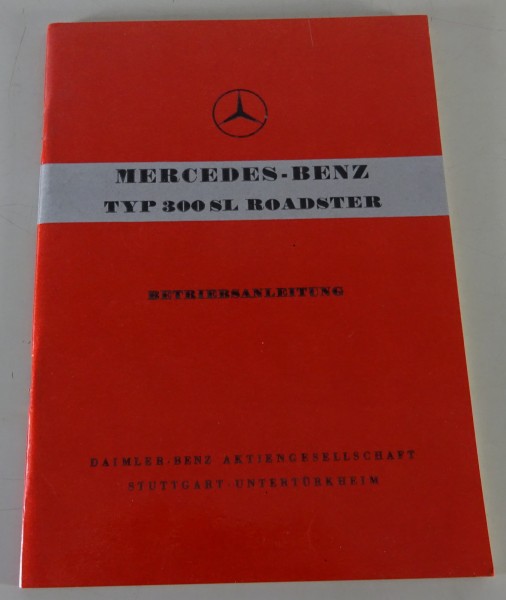 MERCEDES-BENZ
TYP 300 SL ROADSTER
BETRIEBSANLEITUNG
DAIMLER-BENZ AKTIENGESELLSCHAFT
STUTTGART-UNTERTÜRKHEIM